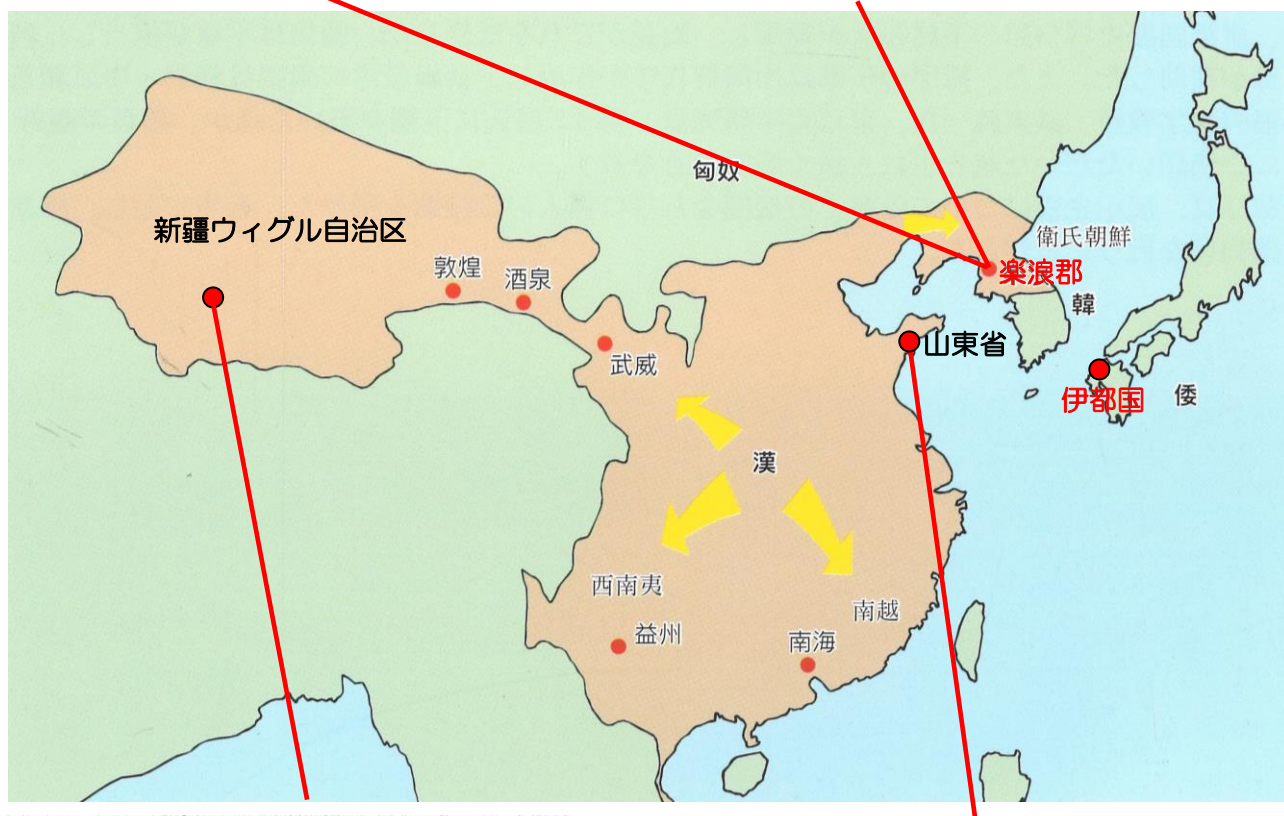 匈奴
新疆ウィグル自治区
衛氏朝鮮
敦煌
酒泉
楽浪郡
韓
武威
山東省
伊都国
倭
漢
西南夷
益州
南越
南海